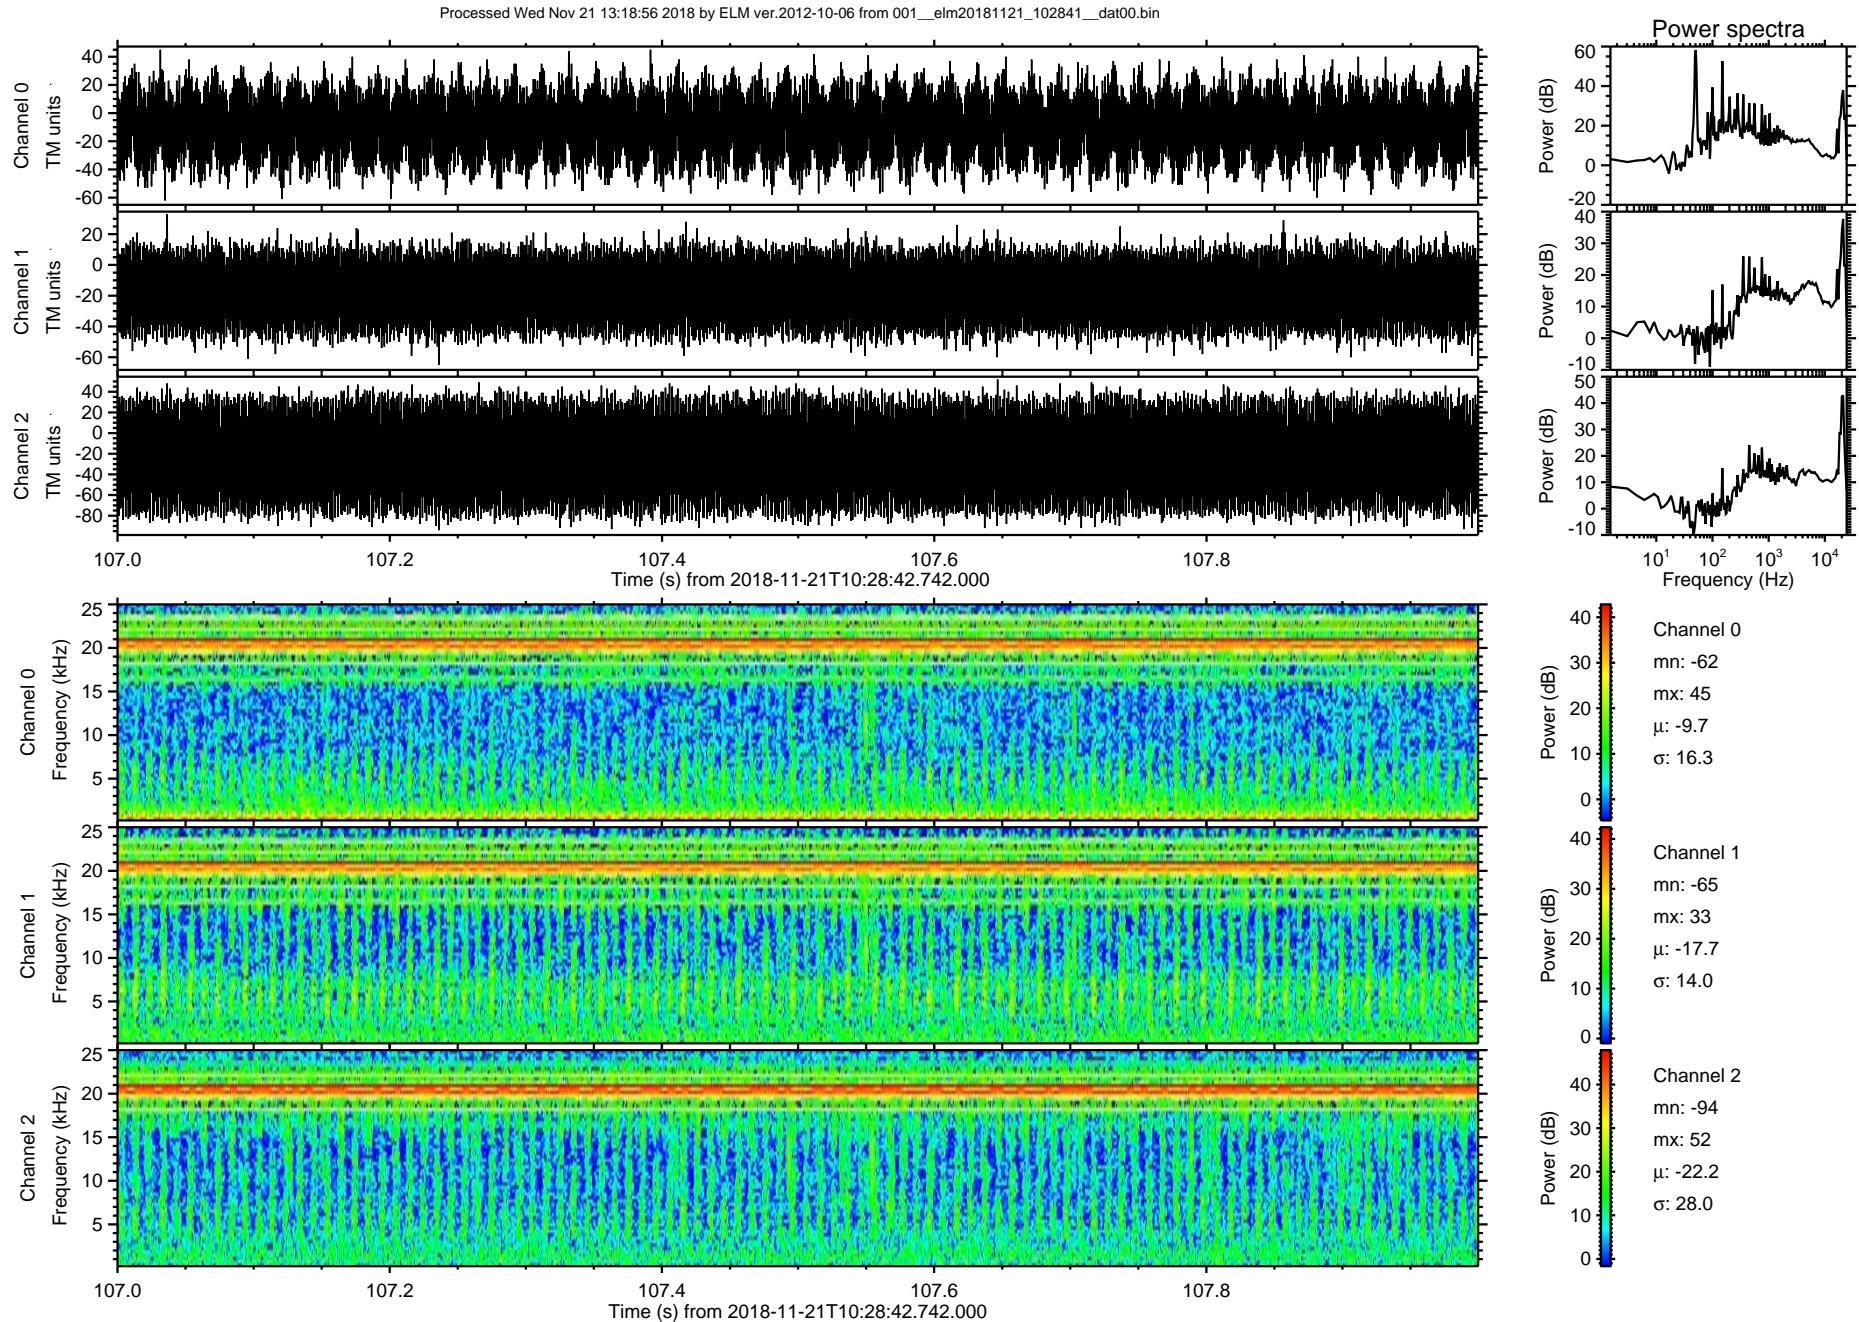 Processed Wed Nov 21 13:18:56 2018 by ELM ver.2012-10-06 from 001__elm20181121_102841__dat00.bin
Power spectra
Channel 0
TM units
40
20
0
-20
-40
-60
Power (dB)
60
40
20
0
-20
Channel 1
TM units
20
0
-20
-40
-60
Power (dB)
40
30
20
10
0
-10
Channel 2
TM units
40
20
0
-20
-40
-60
-80
Power (dB)
50
40
30
20
10
0
-10
107.0 107.2 107.4 107.6 107.8
Time (s) from 2018-11-21T10:28:42.742.000
10^1 10^2 10^3 10^4
Frequency (Hz)
Channel 0
Frequency (kHz)
25
20
15
10
5
Power (dB)
40
30
20
10
0
Channel 0
mn: -62
mx: 45
μ: -9.7
σ: 16.3
Channel 1
Frequency (kHz)
25
20
15
10
5
Power (dB)
40
30
20
10
0
Channel 1
mn: -65
mx: 33
μ: -17.7
σ: 14.0
Channel 2
Frequency (kHz)
25
20
15
10
5
Power (dB)
40
30
20
10
0
Channel 2
mn: -94
mx: 52
μ: -22.2
σ: 28.0
107.0 107.2 107.4 107.6 107.8
Time (s) from 2018-11-21T10:28:42.742.000